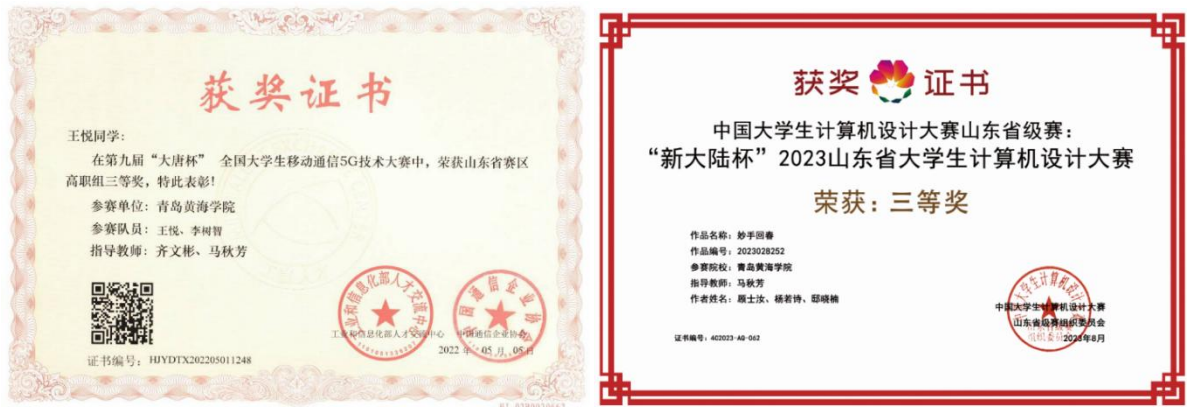 获奖证书
王悦同学:
在第九届“大唐杯” 全国大学生移动通信5G技术大赛中，荣获山东省赛区
高职组三等奖，特此表彰!
参赛单位: 青岛黄海学院
参赛队员: 王悦、李树智
指导教师: 齐文彬、马秋芳
工业和信息化部人才交流中心 中国通信企业协会
2022 年 05 月 05日
证书编号: HJYDTX202205011248
获奖 证书
中国大学生计算机设计大赛山东省级赛:
“新大陆杯”2023山东省大学生计算机设计大赛
荣获: 三等奖
作品名称: 妙手回春
作品编号: 2023028252
参赛院校: 青岛黄海学院
指导教师: 马秋芳
作者姓名: 顾士汝、杨若诗、邸晓楠
中国大学生计算机设计大赛
山东省级赛组织委员会
2023年8月
证书编号: 402023-AQ-062